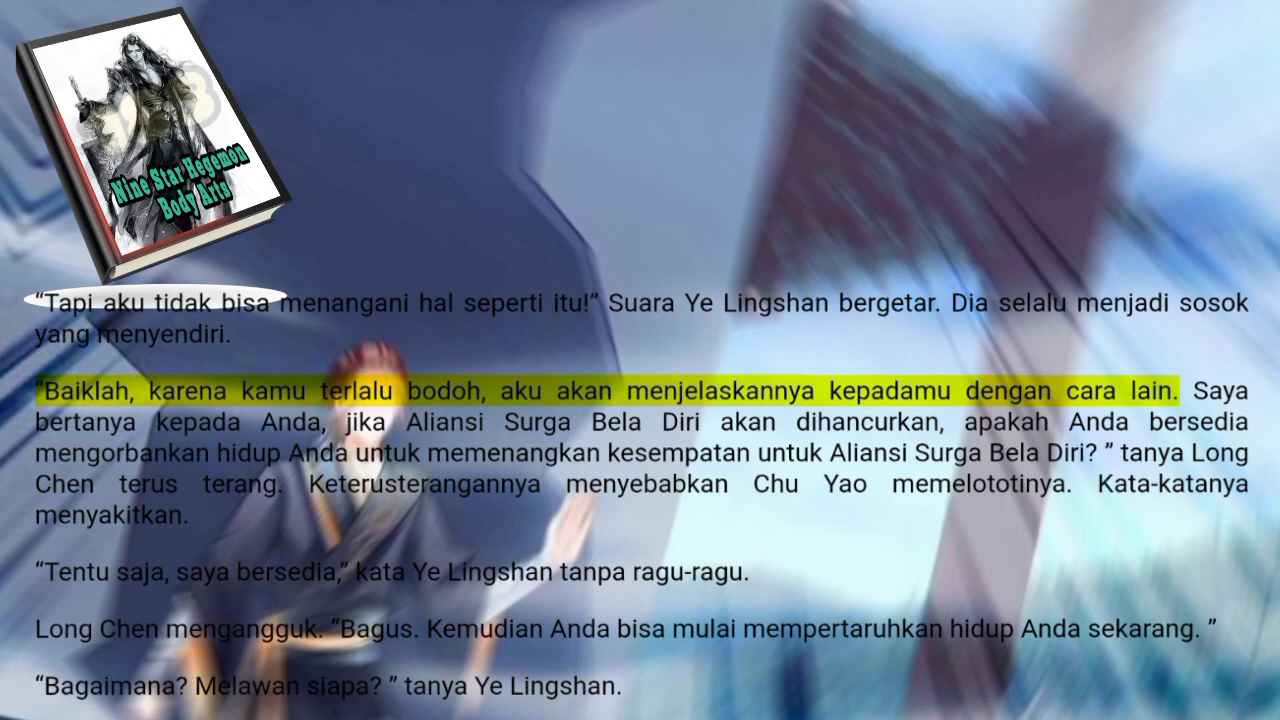 Nine Star Hegemon
Body Arts
“Tapi aku tidak bisa menangani hal seperti itu!” Suara Ye Lingshan bergetar. Dia selalu menjadi sosok
yang menyendiri.
“Baiklah, karena kamu terlalu bodoh, aku akan menjelaskannya kepadamu dengan cara lain. Saya
bertanya kepada Anda, jika Aliansi Surga Bela Diri akan dihancurkan, apakah Anda bersedia
mengorbankan hidup Anda untuk memenangkan kesempatan untuk Aliansi Surga Bela Diri? ” tanya Long
Chen terus terang. Keterusterangannya menyebabkan Chu Yao memelototinya. Kata-katanya
menyakitkan.
“Tentu saja, saya bersedia,” kata Ye Lingshan tanpa ragu-ragu.
Long Chen mengangguk. “Bagus. Kemudian Anda bisa mulai mempertaruhkan hidup Anda sekarang. ”
“Bagaimana? Melawan siapa? ” tanya Ye Lingshan.